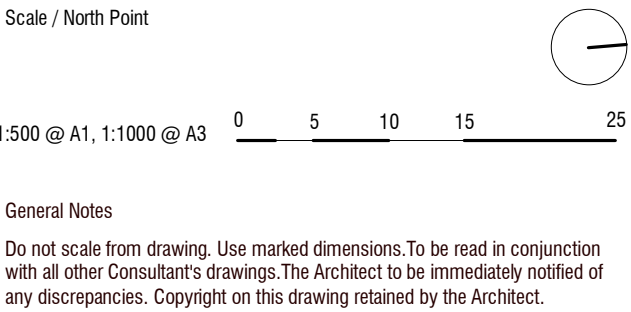 Scale / North Point
1:500 @ A1, 1:1000 @ A3
0 5 10 15 25
General Notes
Do not scale from drawing. Use marked dimensions.To be read in conjunction
with all other Consultant's drawings.The Architect to be immediately notified of
any discrepancies. Copyright on this drawing retained by the Architect.